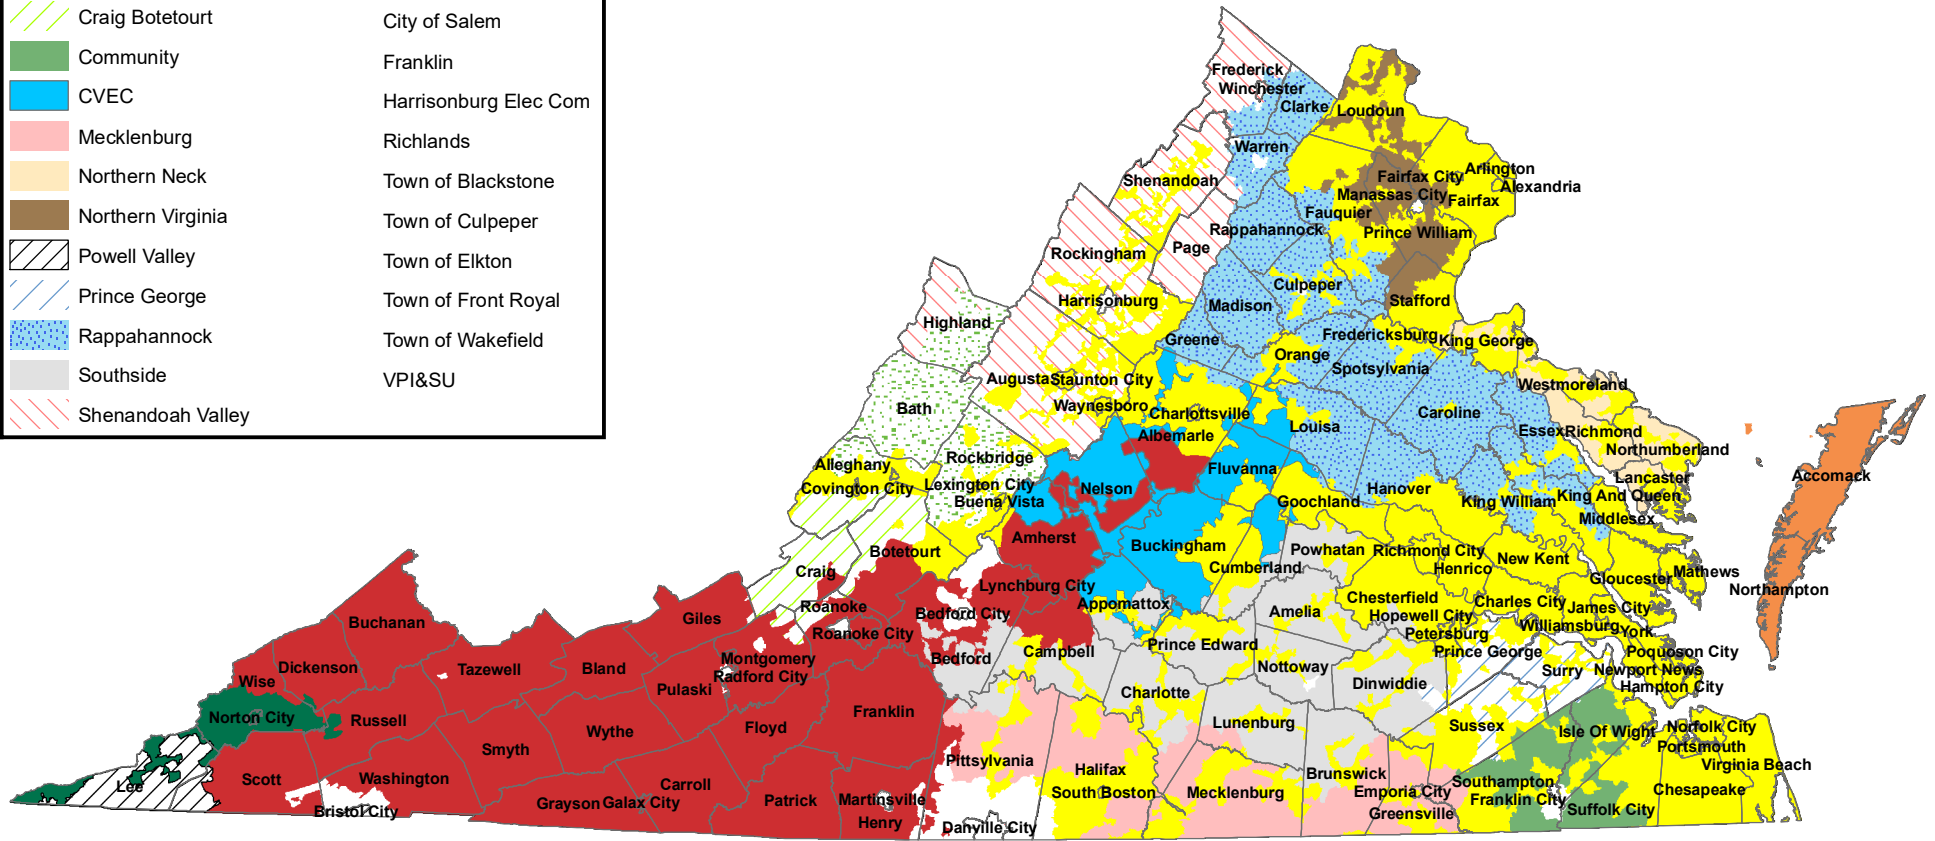 Craig Botetourt
Community
CVEC
Mecklenburg
Northern Neck
Northern Virginia
Powell Valley
Prince George
Rappahannock
Southside
Shenandoah Valley
City of Salem
Franklin
Harrisonburg Elec Com
Richlands
Town of Blackstone
Town of Culpeper
Town of Elkton
Town of Front Royal
Town of Wakefield
VPI&SU
Frederick
Winchester
Clarke
Loudoun
Warren
Shenandoah
Fairfax City
Arlington
Manassas City
Alexandria
Fairfax
Fauquier
Rappahannock
Prince William
Page
Rockingham
Culpeper
Harrisonburg
Madison
Stafford
Highland
Greene
Fredericksburg
King George
Orange
Spotsylvania
Augusta
Staunton City
Westmoreland
Bath
Waynesboro
Charlottsville
Caroline
Louisa
Albemarle
Essex
Richmond
Northumberland
Rockbridge
Alleghany
Fluvanna
Accomack
Lancaster
Covington City
Lexington City
Nelson
Hanover
Buena Vista
Goochland
King William
King And Queen
Middlesex
Amherst
Buckingham
Powhatan
Richmond City
Botetourt
New Kent
Craig
Cumberland
Henrico
Gloucester
Mathews
Lynchburg City
Northampton
Appomattox
Chesterfield
Charles City
Roanoke
Bedford City
Amelia
Hopewell City
James City
Giles
Buchanan
Roanoke City
Petersburg
Williamsburg
York
Prince Edward
Prince George
Campbell
Poquoson City
Bedford
Montgomery
Dickenson
Tazewell
Bland
Nottoway
Surry
Newport News
Radford City
Wise
Pulaski
Charlotte
Dinwiddie
Hampton City
Franklin
Norton City
Russell
Lunenburg
Sussex
Floyd
Wythe
Isle Of Wight
Norfolk City
Smyth
Portsmouth
Pittsylvania
Virginia Beach
Halifax
Brunswick
Scott
Washington
Carroll
Southampton
Lee
South Boston
Mecklenburg
Emporia City
Chesapeake
Grayson
Galax City
Patrick
Martinsville
Franklin City
Bristol City
Henry
Greensville
Suffolk City
Danville City